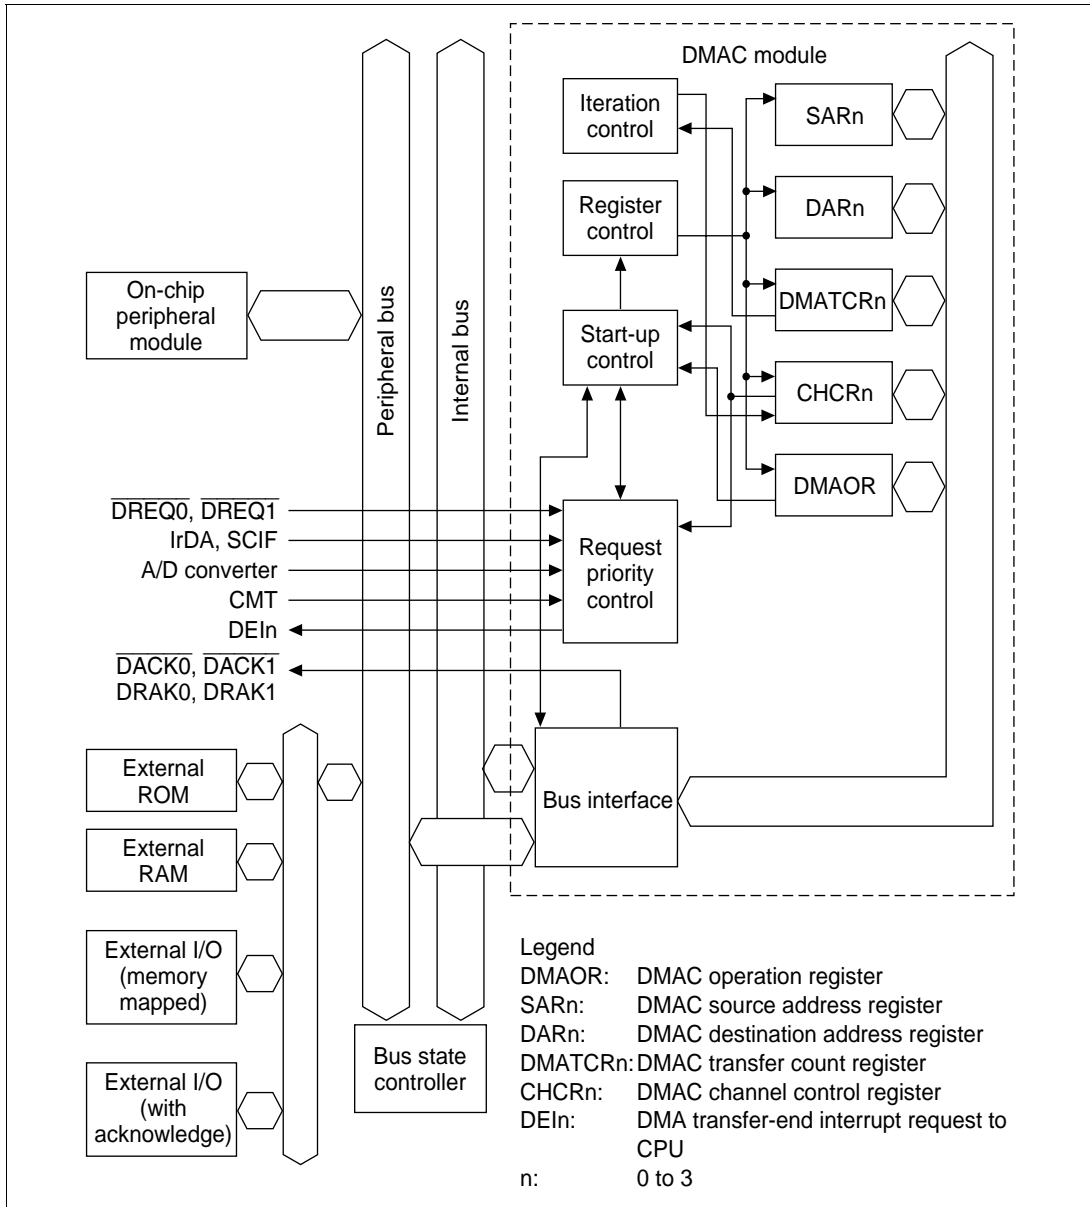 DMAC module
Iteration
control
SARn
Register
control
DARn
On-chip
peripheral
module
Peripheral bus
Internal bus
Start-up
control
DMATCRn
CHCRn
DMAOR
DREQ0, DREQ1
IrDA, SCIF
A/D converter
CMT
DEIn
Request
priority
control
DACK0, DACK1
DRAK0, DRAK1
External
ROM
Bus interface
External
RAM
External I/O
(memory
mapped)
External I/O
(with
acknowledge)
Bus state
controller
Legend
DMAOR: DMAC operation register
SARn: DMAC source address register
DARn: DMAC destination address register
DMATCRn: DMAC transfer count register
CHCRn: DMAC channel control register
DEIn: DMA transfer-end interrupt request to
CPU
n: 0 to 3